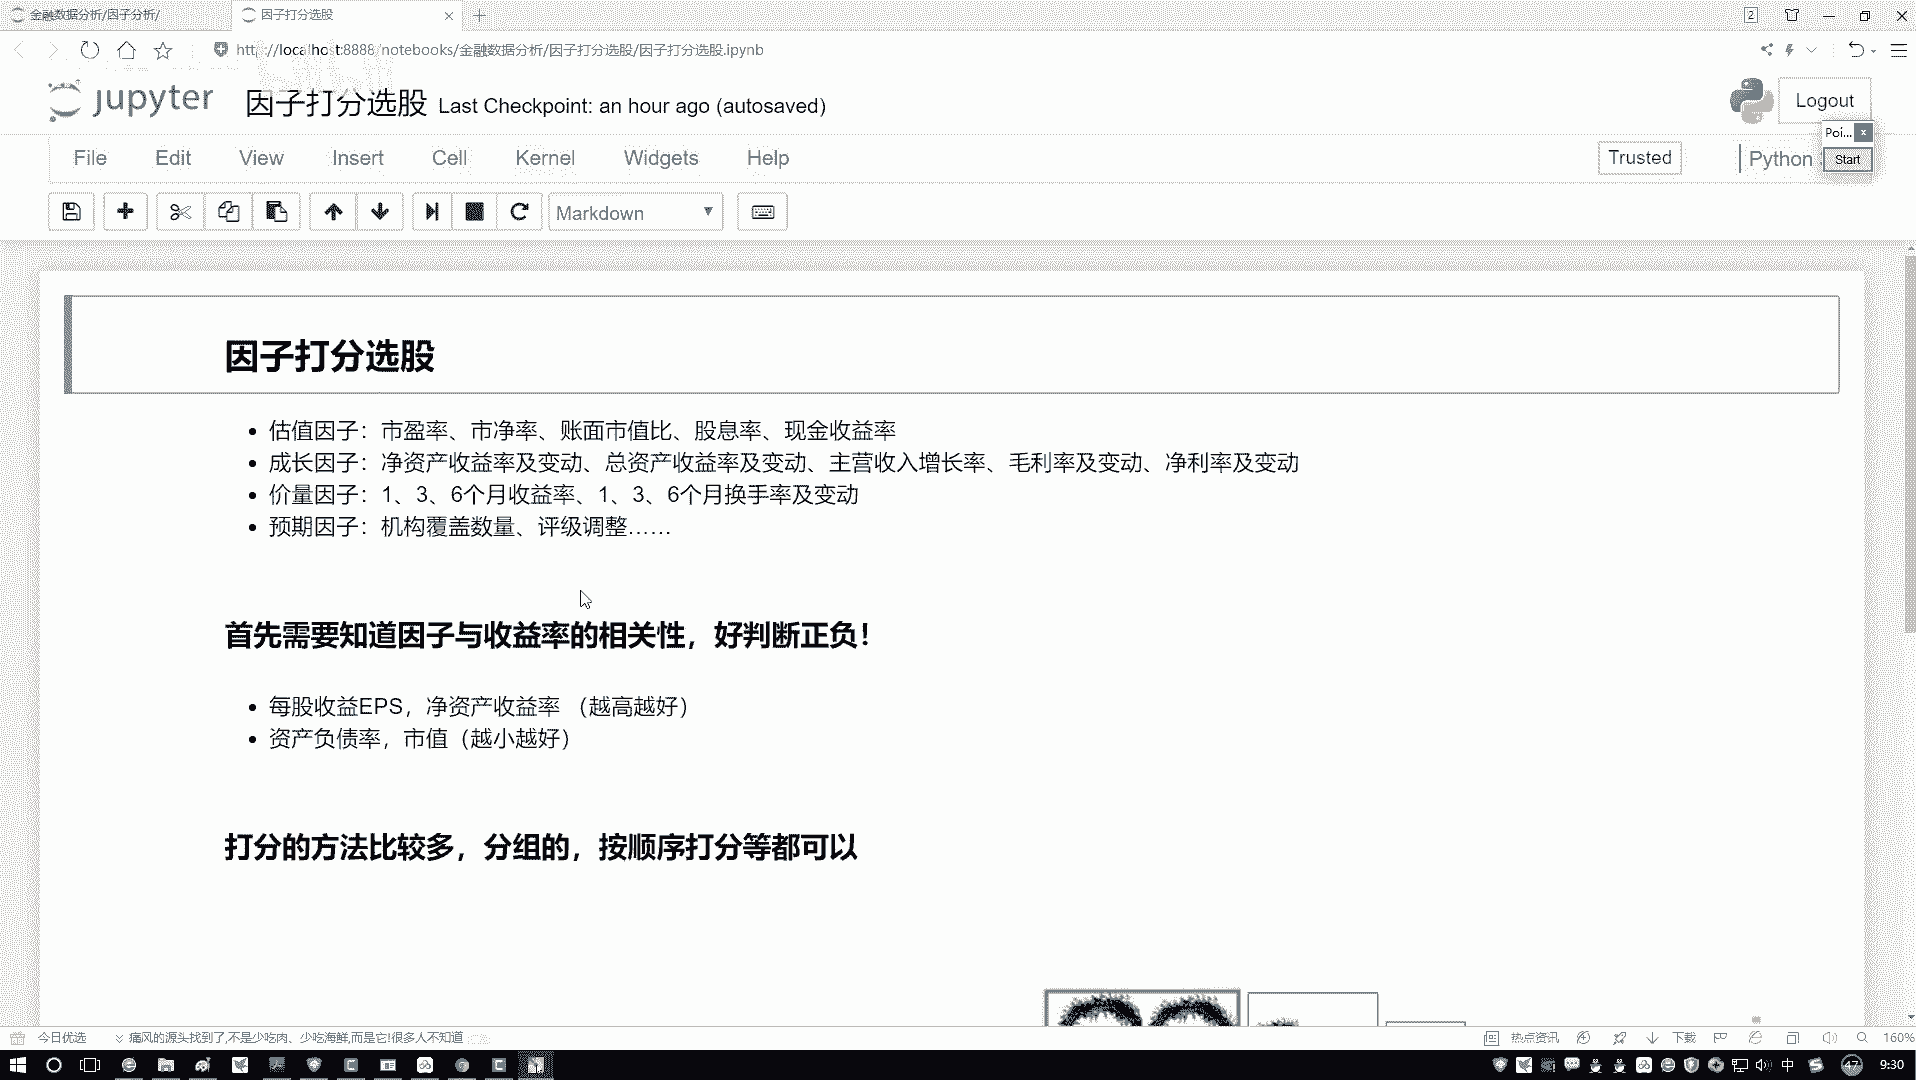 金融数据分析/因子分析/
因子打分选股
2
http://localhost:8888/notebooks/金融数据分析/因子打分选股/因子打分选股.ipynb
jupyter 因子打分选股 Last Checkpoint: an hour ago (autosaved)
Logout
Poi...
File Edit View Insert Cell Kernel Widgets Help
Trusted
Python
Start
Markdown
因子打分选股
估值因子：市盈率、市净率、账面市值比、股息率、现金收益率
成长因子：净资产收益率及变动、总资产收益率及变动、主营收入增长率、毛利率及变动、净利率及变动
价量因子：1、3、6个月收益率、1、3、6个月换手率及变动
预期因子：机构覆盖数量、评级调整……
首先需要知道因子与收益率的相关性，好判断正负！
每股收益EPS，净资产收益率 （越高越好）
资产负债率，市值（越小越好）
打分的方法比较多，分组的，按顺序打分等都可以
今日优选
痛风的源头找到了,不是少吃肉、少吃海鲜,而是它!很多人不知道
热点资讯
下载
160%
中
47
9:30